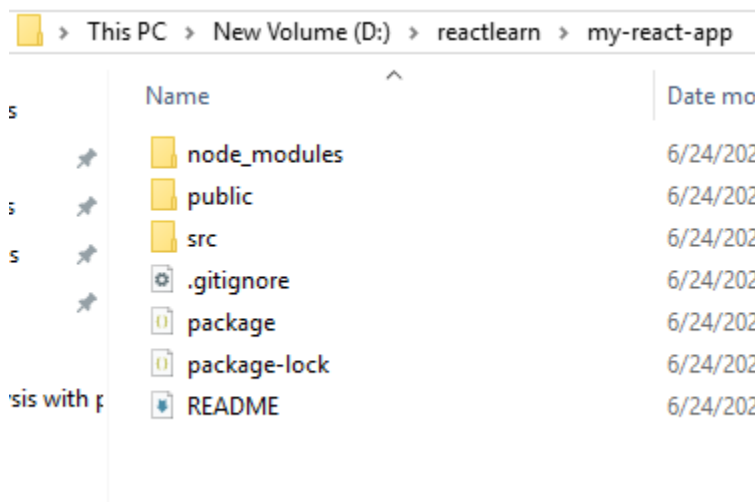 This PC > New Volume (D:) > reactlearn > my-react-app
Name Date mo
node_modules 6/24/202
public 6/24/202
src 6/24/202
.gitignore 6/24/202
package 6/24/202
package-lock 6/24/202
README 6/24/202
s
s
s
sis with p